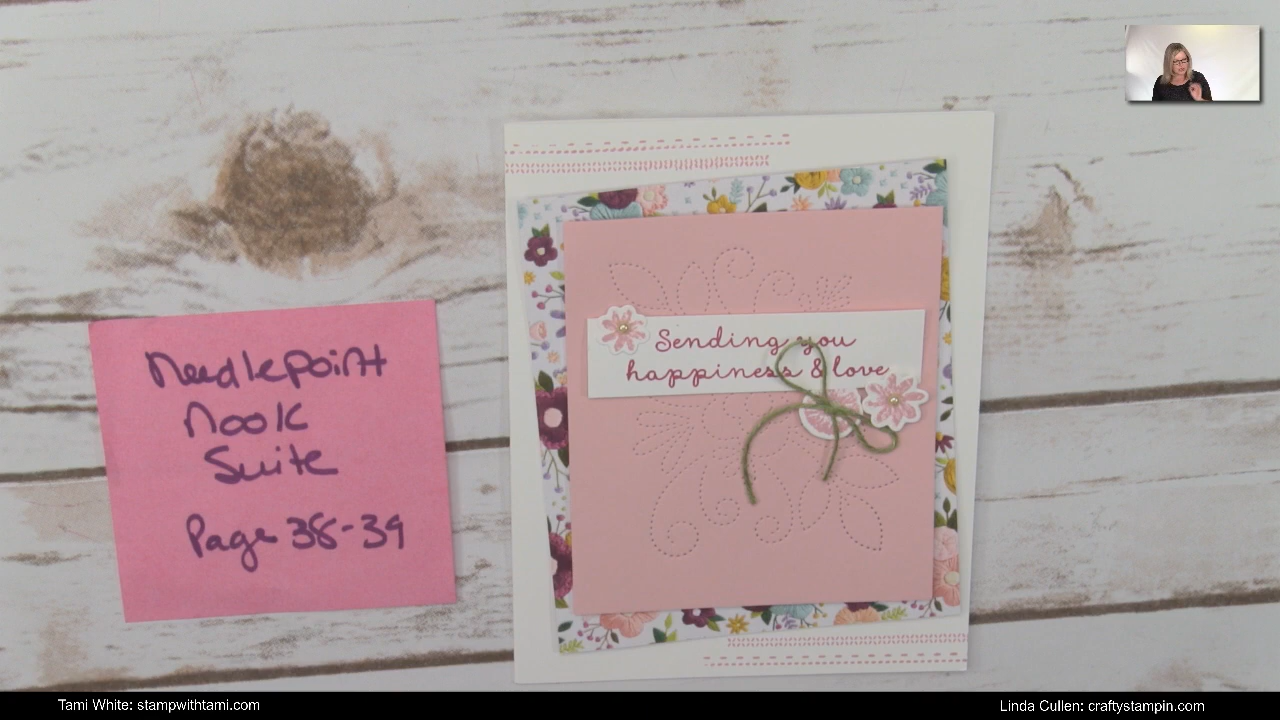 Needlepoint
Nook
Suite
Page 38-39
Sending you
happiness & love
Tami White: stampwithtami.com
Linda Cullen: craftystampin.com